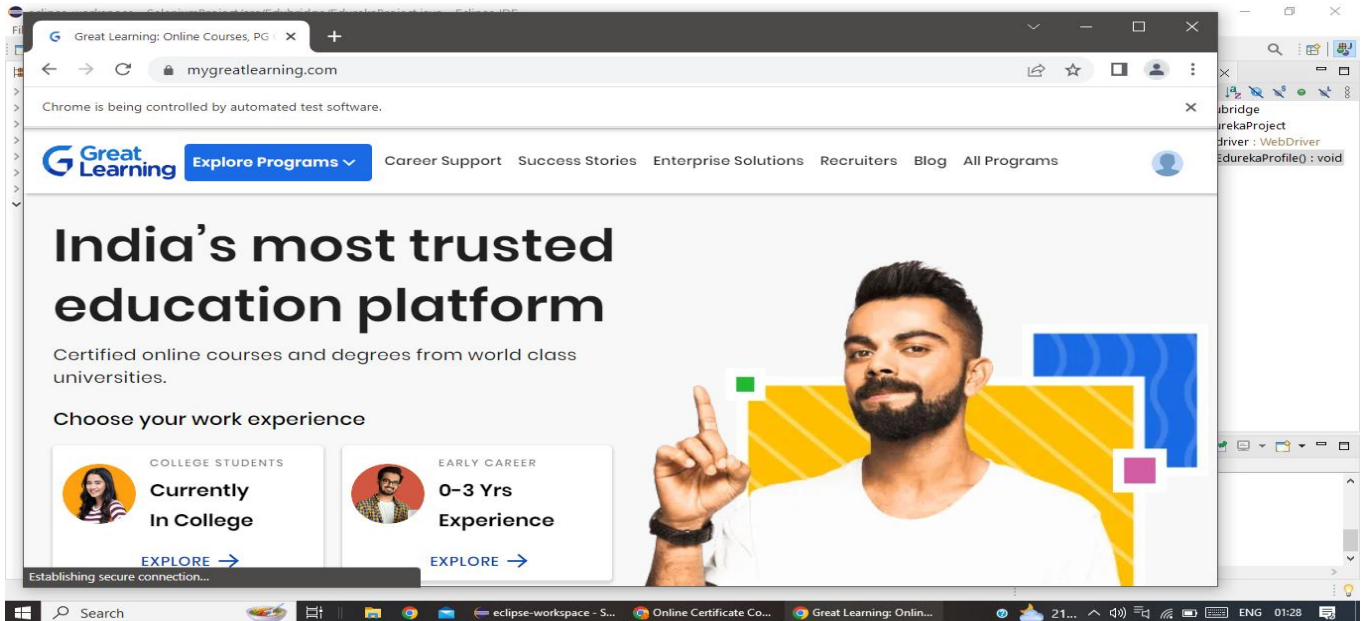 Great Learning: Online Courses, PG
mygreatlearning.com
Chrome is being controlled by automated test software.
Great
Learning
Explore Programs
Career Support Success Stories Enterprise Solutions Recruiters Blog All Programs
India's most trusted
education platform
Certified online courses and degrees from world class
universities.
Choose your work experience
COLLEGE STUDENTS
Currently
In College
EXPLORE →
EARLY CAREER
0-3 Yrs
Experience
EXPLORE →
Establishing secure connection...
driver : WebDriver
EdurekaProfile() : void
Search
eclipse-workspace - S...
Online Certificate Co...
Great Learning: Onlin...
21...
ENG
01:28